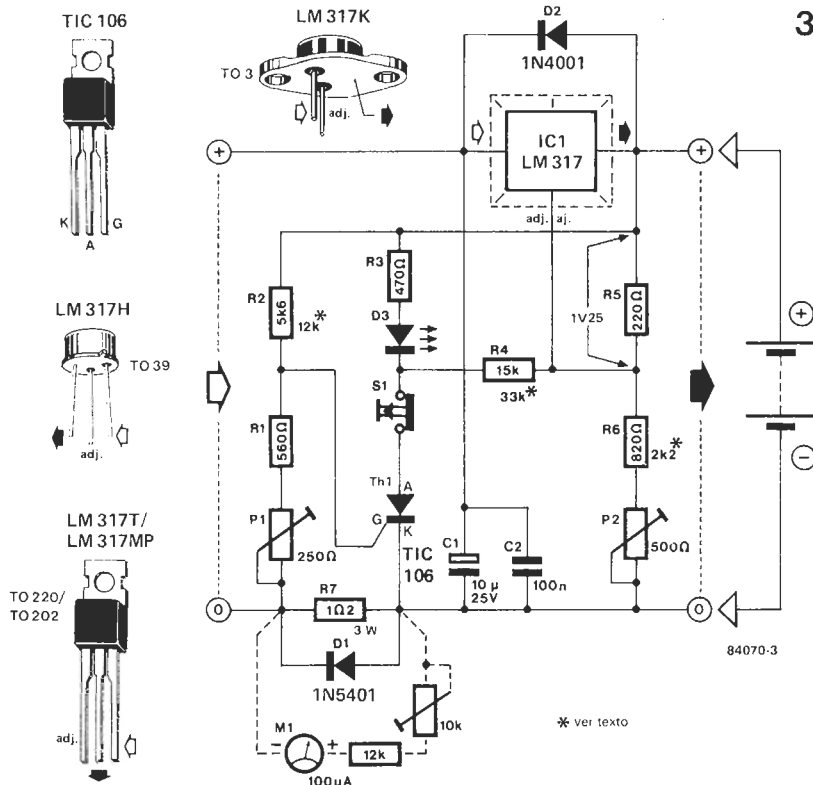 3
TIC 106
K
A
G
LM 317K
TO 3
adj.
D2
1N4001
+
IC1
LM 317
adj. aj.
+
R3
470Ω
R2
5k6
12k*
D3
R4
15k
33k*
1V25
R5
220Ω
+
LM 317H
TO 39
adj.
S1
R1
560Ω
R6
820Ω
2k2*
−
Th1
A
G
K
P1
250Ω
TIC
106
C1
10 µ
25V
C2
100n
P2
500Ω
LM 317T/
LM 317MP
TO 220/
TO 202
adj.
0
R7
1Ω2
3 W
0
D1
1N5401
84070-3
10k
M1
−
+
12k
100µA
* ver texto